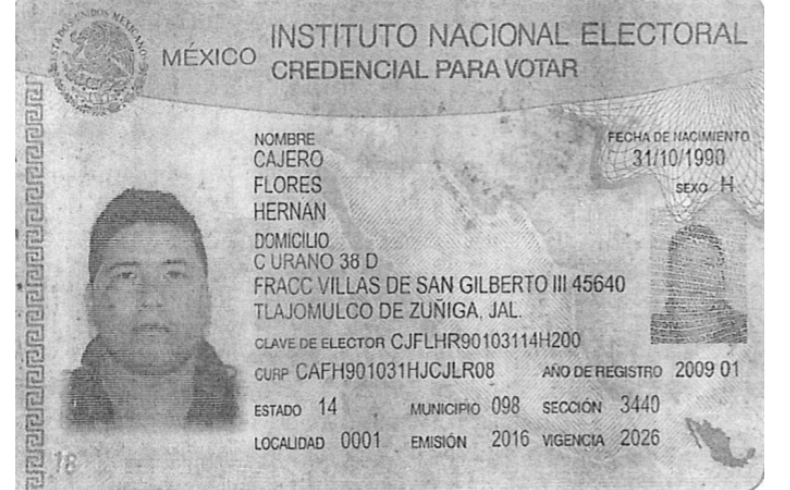 ESTADOS UNIDOS MEXICANOS
MÉXICO
INSTITUTO NACIONAL ELECTORAL
CREDENCIAL PARA VOTAR
NOMBRE
CAJERO
FLORES
HERNAN
FECHA DE NACIMIENTO
31/10/1990
SEXO H
DOMICILIO
C URANO 38 D
FRACC VILLAS DE SAN GILBERTO III 45640
TLAJOMULCO DE ZUÑIGA, JAL.
CLAVE DE ELECTOR CJFLHR90103114H200
CURP CAFH901031HJCJLR08 AÑO DE REGISTRO 2009 01
ESTADO 14 MUNICIPIO 098 SECCIÓN 3440
LOCALIDAD 0001 EMISIÓN 2016 VIGENCIA 2026
18